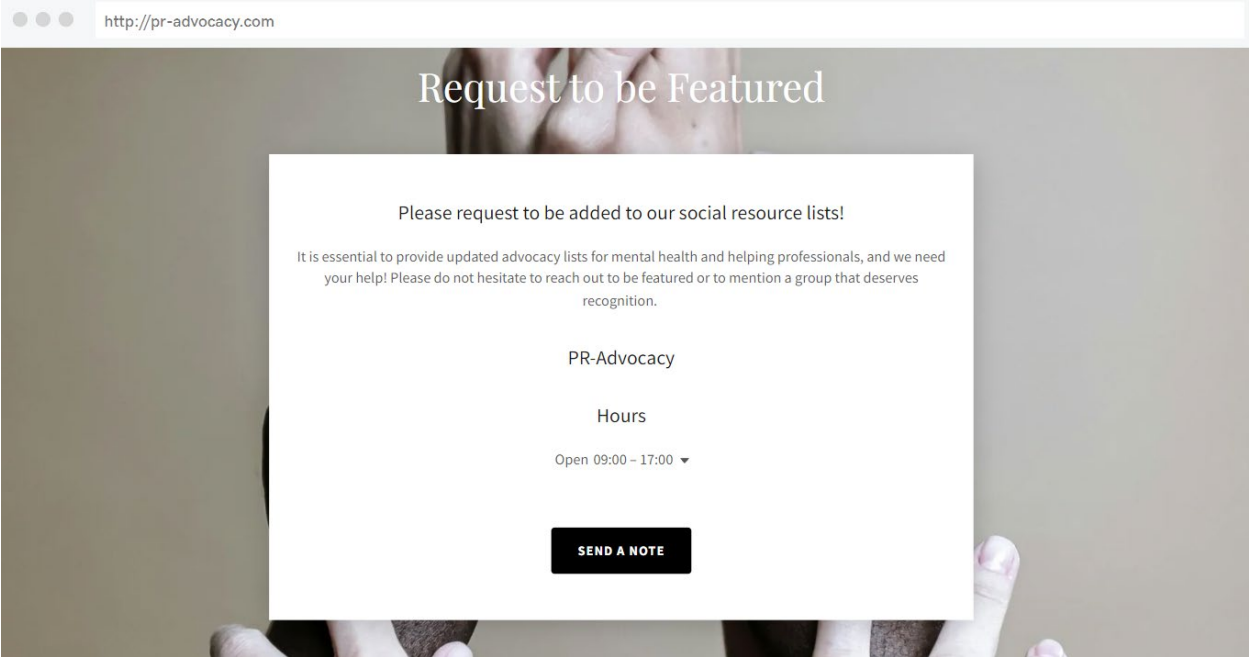 http://pr-advocacy.com
Request to be Featured
Please request to be added to our social resource lists!
It is essential to provide updated advocacy lists for mental health and helping professionals, and we need
your help! Please do not hesitate to reach out to be featured or to mention a group that deserves
recognition.
PR-Advocacy
Hours
Open 09:00 – 17:00
SEND A NOTE